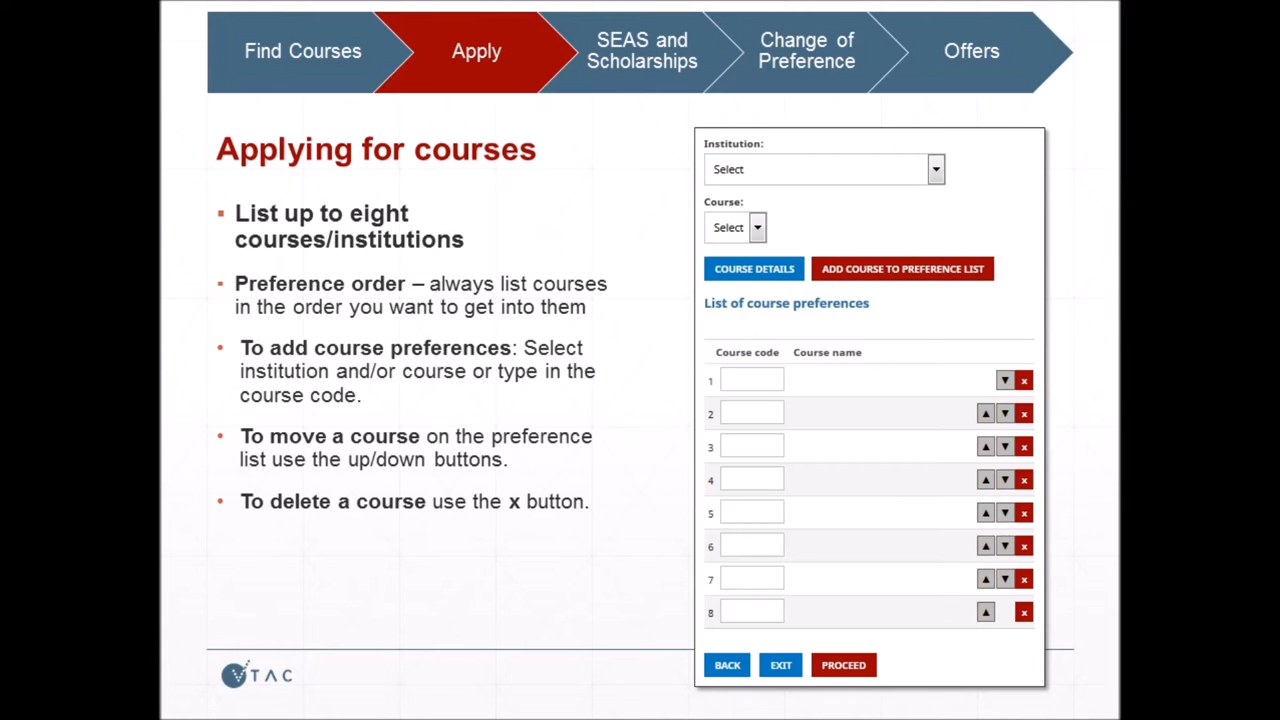 Find Courses
Apply
SEAS and
Scholarships
Change of
Preference
Offers
Applying for courses
▪ List up to eight
courses/institutions
▪ Preference order – always list courses
in the order you want to get into them
• To add course preferences: Select
institution and/or course or type in the
course code.
• To move a course on the preference
list use the up/down buttons.
• To delete a course use the x button.
VTAC
Institution:
Select
Course:
Select
COURSE DETAILS
ADD COURSE TO PREFERENCE LIST
List of course preferences
Course code Course name
1 ▼ x
2 ▲ ▼ x
3 ▲ ▼ x
4 ▲ ▼ x
5 ▲ ▼ x
6 ▲ ▼ x
7 ▲ ▼ x
8 ▲ x
BACK EXIT PROCEED